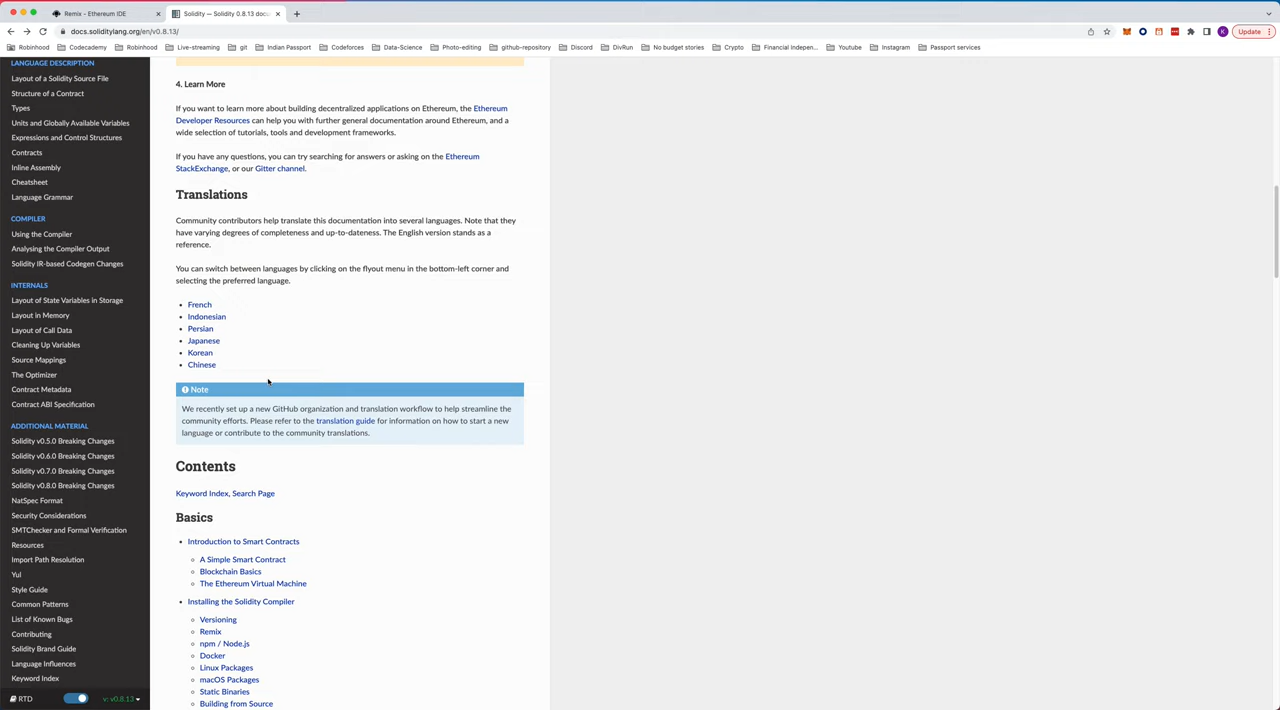 Remix - Ethereum IDE
Solidity — Solidity 0.8.13 docu
docs.soliditylang.org/en/v0.8.13/
Update
Robinhood
Codecademy
Robinhood
Live-streaming
git
Indian Passport
Codeforces
Data-Science
Photo-editing
github-repository
Discord
DivRun
No budget stories
Crypto
Financial Indepen...
Youtube
Instagram
Passport services
LANGUAGE DESCRIPTION
Layout of a Solidity Source File
Structure of a Contract
Types
Units and Globally Available Variables
Expressions and Control Structures
Contracts
Inline Assembly
Cheatsheet
Language Grammar
COMPILER
Using the Compiler
Analysing the Compiler Output
Solidity IR-based Codegen Changes
INTERNALS
Layout of State Variables in Storage
Layout in Memory
Layout of Call Data
Cleaning Up Variables
Source Mappings
The Optimizer
Contract Metadata
Contract ABI Specification
ADDITIONAL MATERIAL
Solidity v0.5.0 Breaking Changes
Solidity v0.6.0 Breaking Changes
Solidity v0.7.0 Breaking Changes
Solidity v0.8.0 Breaking Changes
NatSpec Format
Security Considerations
SMTChecker and Formal Verification
Resources
Import Path Resolution
Yul
Style Guide
Common Patterns
List of Known Bugs
Contributing
Solidity Brand Guide
Language Influences
Keyword Index
RTD
v: v0.8.13
4. Learn More
If you want to learn more about building decentralized applications on Ethereum, the Ethereum
Developer Resources can help you with further general documentation around Ethereum, and a
wide selection of tutorials, tools and development frameworks.
If you have any questions, you can try searching for answers or asking on the Ethereum
StackExchange, or our Gitter channel.
Translations
Community contributors help translate this documentation into several languages. Note that they
have varying degrees of completeness and up-to-dateness. The English version stands as a
reference.
You can switch between languages by clicking on the flyout menu in the bottom-left corner and
selecting the preferred language.
French
Indonesian
Persian
Japanese
Korean
Chinese
Note
We recently set up a new GitHub organization and translation workflow to help streamline the
community efforts. Please refer to the translation guide for information on how to start a new
language or contribute to the community translations.
Contents
Keyword Index, Search Page
Basics
Introduction to Smart Contracts
A Simple Smart Contract
Blockchain Basics
The Ethereum Virtual Machine
Installing the Solidity Compiler
Versioning
Remix
npm / Node.js
Docker
Linux Packages
macOS Packages
Static Binaries
Building from Source